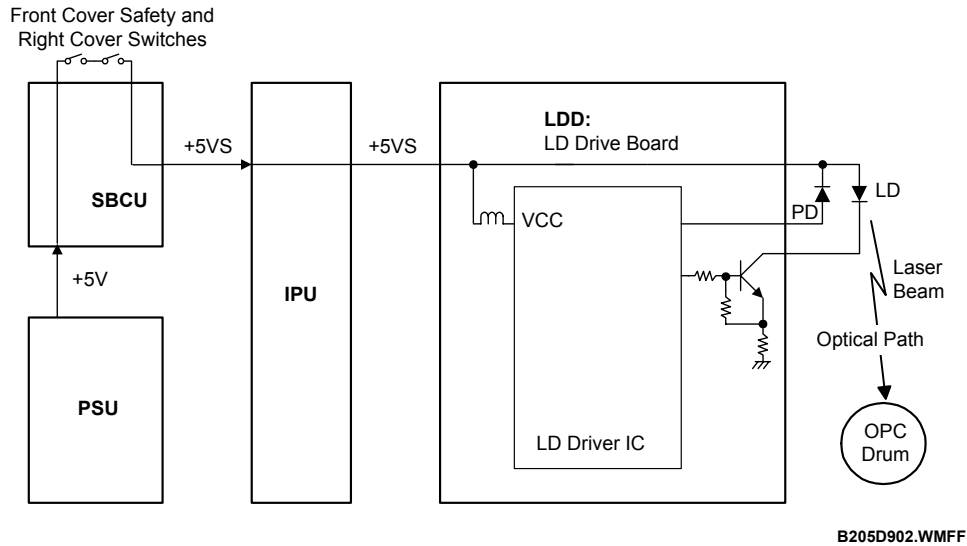 Front Cover Safety and
Right Cover Switches
LDD:
LD Drive Board
+5VS
+5VS
SBCU
VCC
PD
LD
+5V
IPU
Laser
Beam
Optical Path
PSU
LD Driver IC
OPC
Drum
B205D902.WMFF